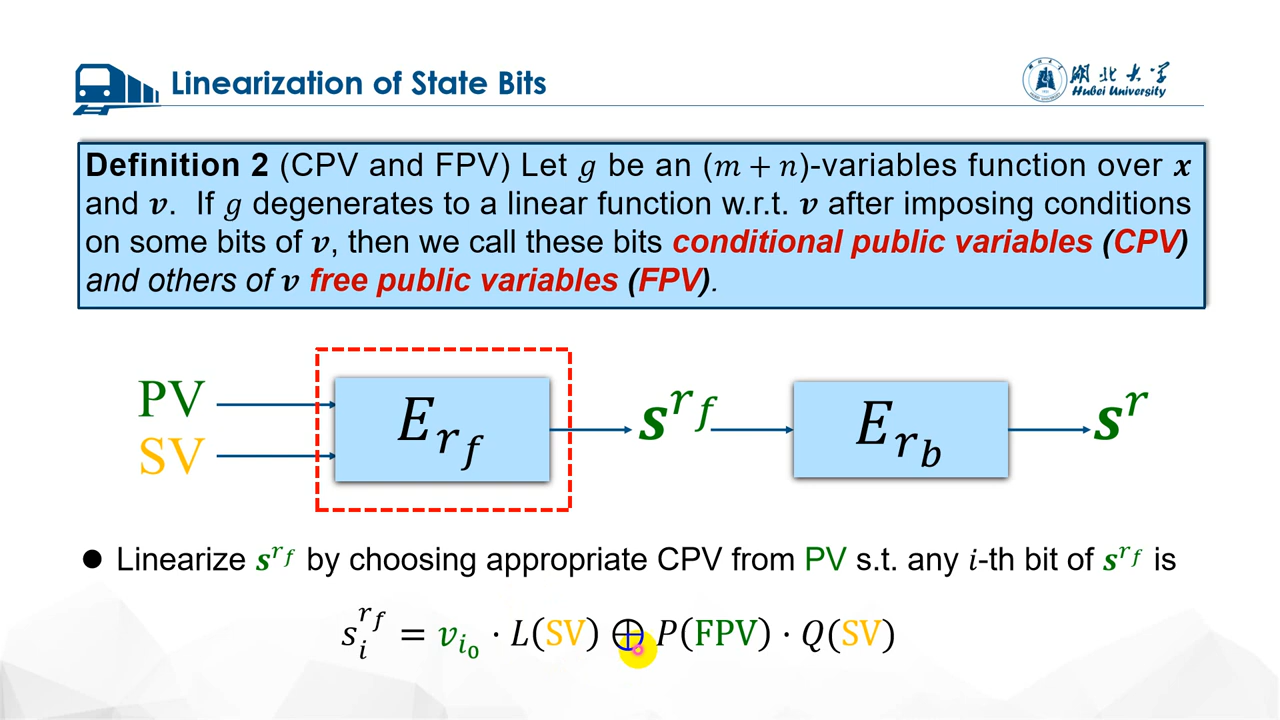 Linearization of State Bits
湖北大学
Hubei University
Definition 2 (CPV and FPV) Let g be an (m + n)-variables function over x
and v. If g degenerates to a linear function w.r.t. v after imposing conditions
on some bits of v, then we call these bits conditional public variables (CPV)
and others of v free public variables (FPV).
PV
SV
E_{r_f}
s^{r_f}
E_{r_b}
s^r
● Linearize s^{r_f} by choosing appropriate CPV from PV s.t. any i-th bit of s^{r_f} is
s_i^{r_f} = v_{i_0} · L(SV) ⊕ P(FPV) · Q(SV)